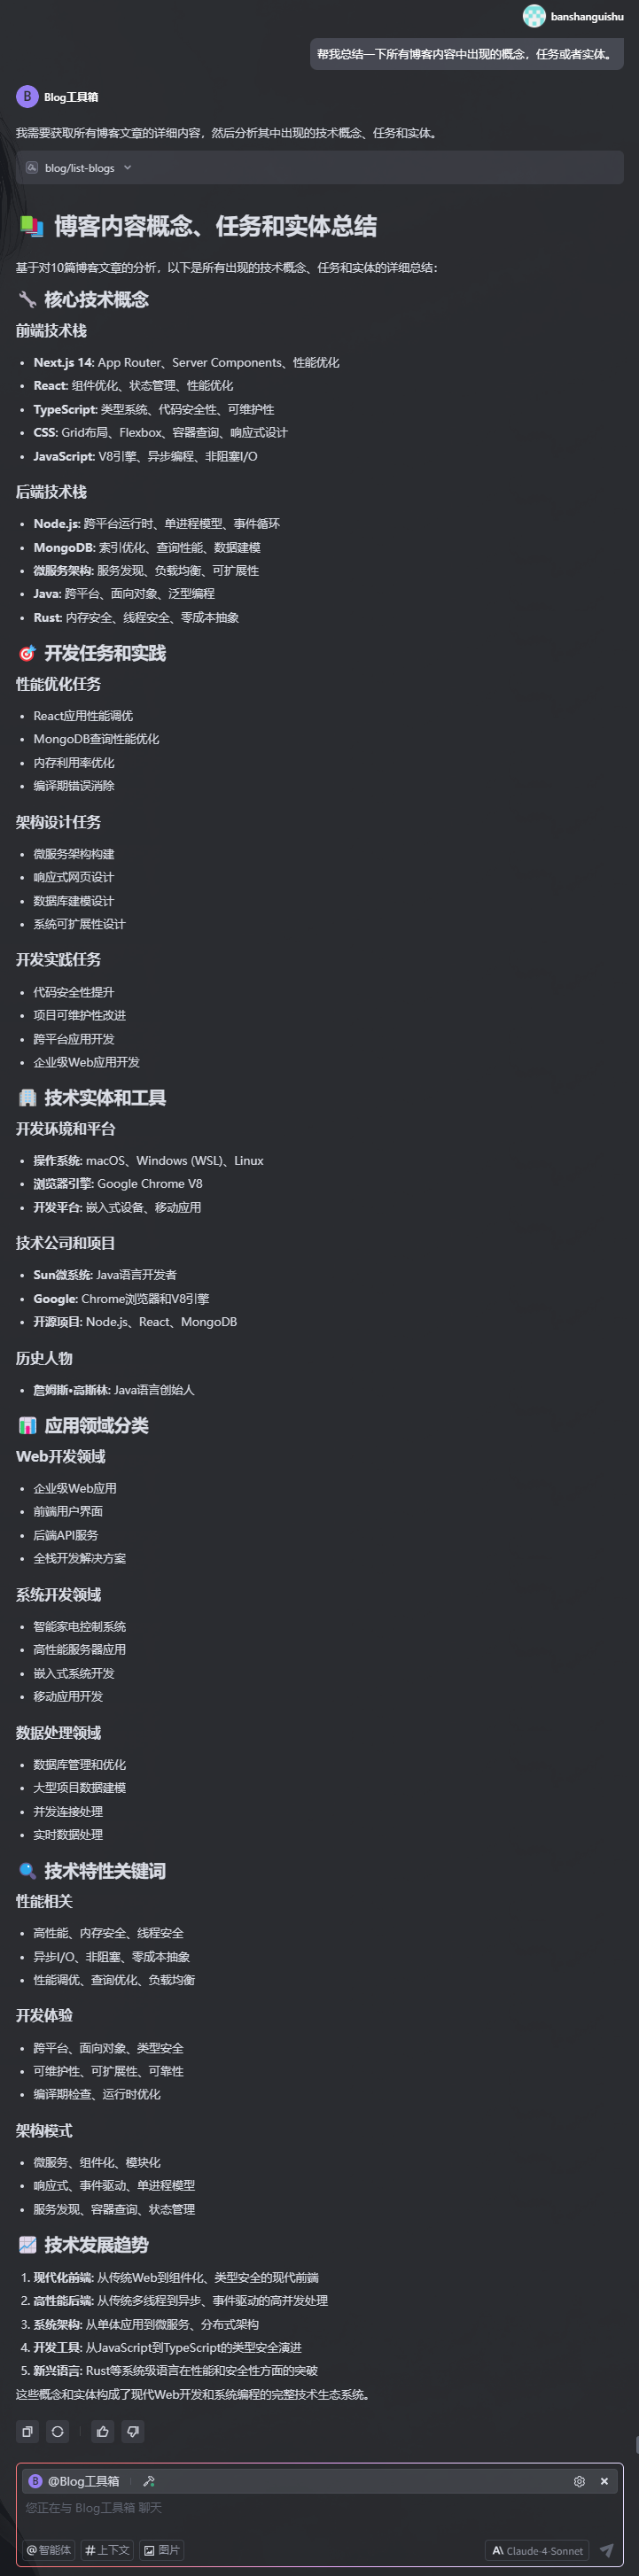 banshanguishu
帮我总结一下所有博客内容中出现的概念，任务或者实体。
B Blog工具箱
我需要获取所有博客文章的详细内容，然后分析其中出现的技术概念、任务和实体。
blog/list-blogs
博客内容概念、任务和实体总结
基于对10篇博客文章的分析，以下是所有出现的技术概念、任务和实体的详细总结：
核心技术概念
前端技术栈
• Next.js 14: App Router、Server Components、性能优化
• React: 组件优化、状态管理、性能优化
• TypeScript: 类型系统、代码安全性、可维护性
• CSS: Grid布局、Flexbox、容器查询、响应式设计
• JavaScript: V8引擎、异步编程、非阻塞I/O
后端技术栈
• Node.js: 跨平台运行时、单进程模型、事件循环
• MongoDB: 索引优化、查询性能、数据建模
• 微服务架构: 服务发现、负载均衡、可扩展性
• Java: 跨平台、面向对象、泛型编程
• Rust: 内存安全、线程安全、零成本抽象
开发任务和实践
性能优化任务
• React应用性能调优
• MongoDB查询性能优化
• 内存利用率优化
• 编译期错误消除
架构设计任务
• 微服务架构构建
• 响应式网页设计
• 数据库建模设计
• 系统可扩展性设计
开发实践任务
• 代码安全性提升
• 项目可维护性改进
• 跨平台应用开发
• 企业级Web应用开发
技术实体和工具
开发环境和平台
• 操作系统: macOS、Windows (WSL)、Linux
• 浏览器引擎: Google Chrome V8
• 开发平台: 嵌入式设备、移动应用
技术公司和项目
• Sun微系统: Java语言开发者
• Google: Chrome浏览器和V8引擎
• 开源项目: Node.js、React、MongoDB
历史人物
• 詹姆斯·高斯林: Java语言创始人
应用领域分类
Web开发领域
• 企业级Web应用
• 前端用户界面
• 后端API服务
• 全栈开发解决方案
系统开发领域
• 智能家电控制系统
• 高性能服务器应用
• 嵌入式系统开发
• 移动应用开发
数据处理领域
• 数据库管理和优化
• 大型项目数据建模
• 并发连接处理
• 实时数据处理
技术特性关键词
性能相关
• 高性能、内存安全、线程安全
• 异步I/O、非阻塞、零成本抽象
• 性能调优、查询优化、负载均衡
开发体验
• 跨平台、面向对象、类型安全
• 可维护性、可扩展性、可靠性
• 编译期检查、运行时优化
架构模式
• 微服务、组件化、模块化
• 响应式、事件驱动、单进程模型
• 服务发现、容器查询、状态管理
技术发展趋势
1. 现代化前端: 从传统Web到组件化、类型安全的现代前端
2. 高性能后端: 从传统多线程到异步、事件驱动的高并发处理
3. 系统架构: 从单体应用到微服务、分布式架构
4. 开发工具: 从JavaScript到TypeScript的类型安全演进
5. 新兴语言: Rust等系统级语言在性能和安全性方面的突破
这些概念和实体构成了现代Web开发和系统编程的完整技术生态系统。
B @Blog工具箱
您正在与 Blog工具箱 聊天
@智能体 #上下文 图片 Claude-4-Sonnet